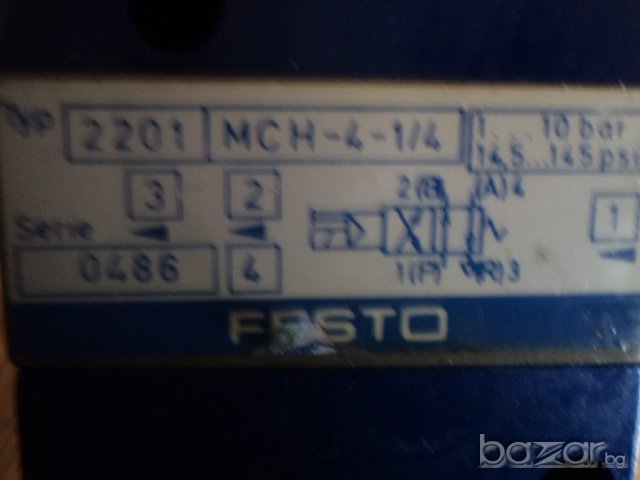 Typ 2201 MCH-4-1/4 1...10 bar
14,5...145 psi
3 2 2(B) (A)4 1
Serie
0486 4 1(P) (R)3
FESTO
bazar.bg